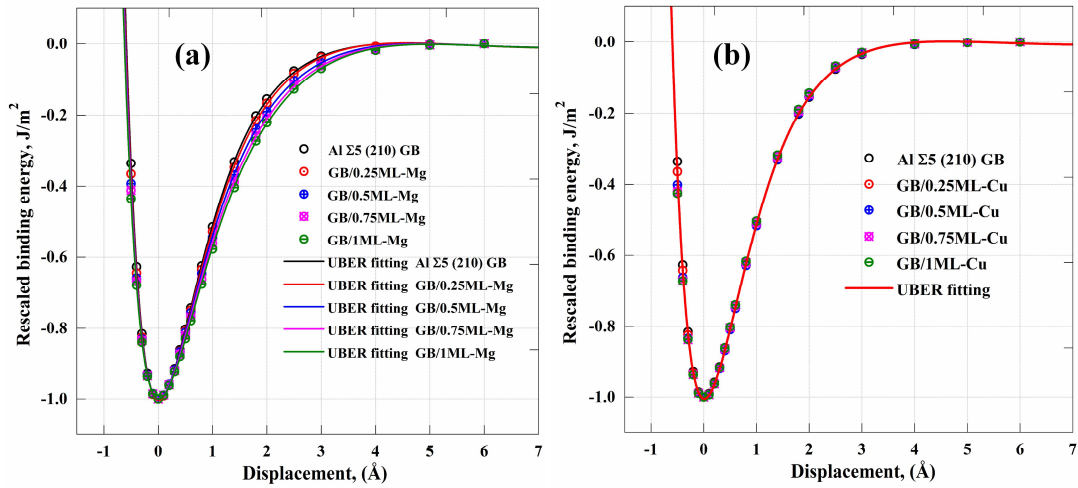 (a)
Rescaled binding energy, J/m²
0.0
-0.2
-0.4
-0.6
-0.8
-1.0
Al Σ5 (210) GB
GB/0.25ML-Mg
GB/0.5ML-Mg
GB/0.75ML-Mg
GB/1ML-Mg
UBER fitting Al Σ5 (210) GB
UBER fitting GB/0.25ML-Mg
UBER fitting GB/0.5ML-Mg
UBER fitting GB/0.75ML-Mg
UBER fitting GB/1ML-Mg
-1 0 1 2 3 4 5 6 7
Displacement, (Å)
(b)
Rescaled binding energy, J/m²
0.0
-0.2
-0.4
-0.6
-0.8
-1.0
Al Σ5 (210) GB
GB/0.25ML-Cu
GB/0.5ML-Cu
GB/0.75ML-Cu
GB/1ML-Cu
UBER fitting
-1 0 1 2 3 4 5 6 7
Displacement, (Å)